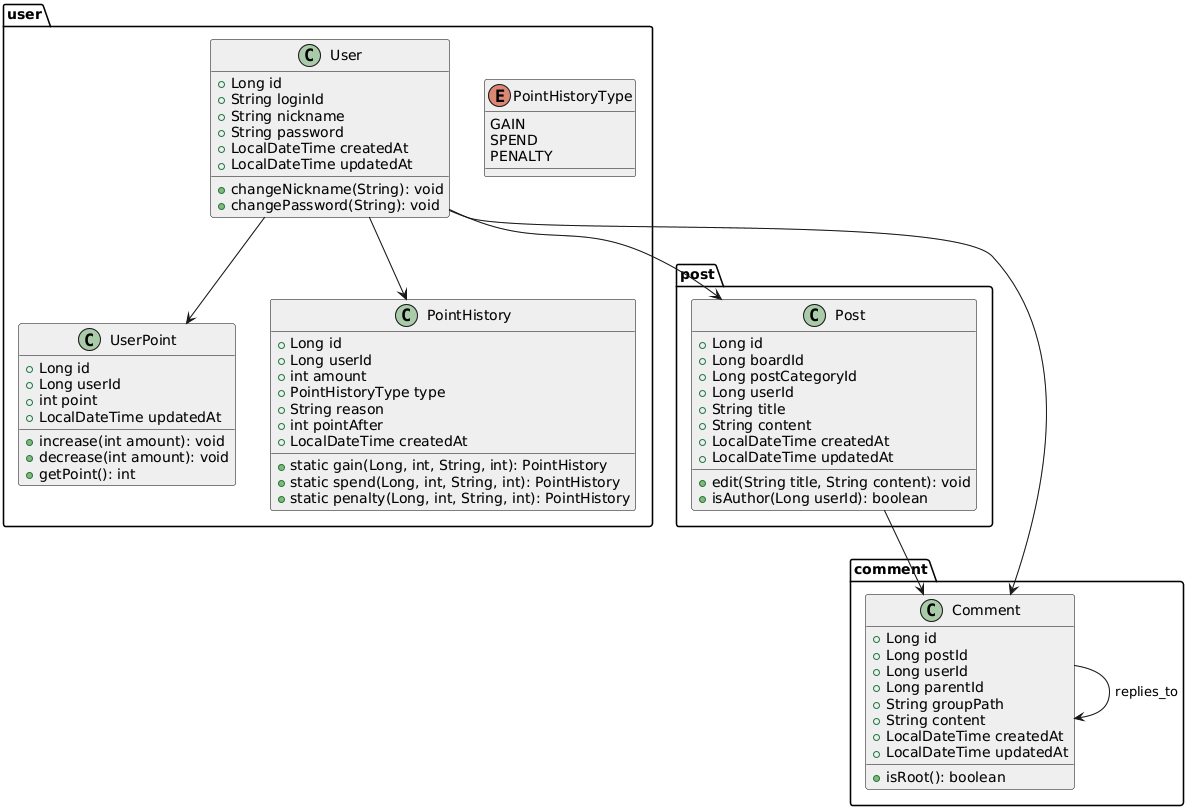 user
C User
Long id
String loginId
String nickname
String password
LocalDateTime createdAt
LocalDateTime updatedAt
changeNickname(String): void
changePassword(String): void
E PointHistoryType
GAIN
SPEND
PENALTY
C UserPoint
Long id
Long userId
int point
LocalDateTime updatedAt
increase(int amount): void
decrease(int amount): void
getPoint(): int
C PointHistory
Long id
Long userId
int amount
PointHistoryType type
String reason
int pointAfter
LocalDateTime createdAt
static gain(Long, int, String, int): PointHistory
static spend(Long, int, String, int): PointHistory
static penalty(Long, int, String, int): PointHistory
post
C Post
Long id
Long boardId
Long postCategoryId
Long userId
String title
String content
LocalDateTime createdAt
LocalDateTime updatedAt
edit(String title, String content): void
isAuthor(Long userId): boolean
comment
C Comment
Long id
Long postId
Long userId
Long parentId
String groupPath
String content
LocalDateTime createdAt
LocalDateTime updatedAt
isRoot(): boolean
replies_to